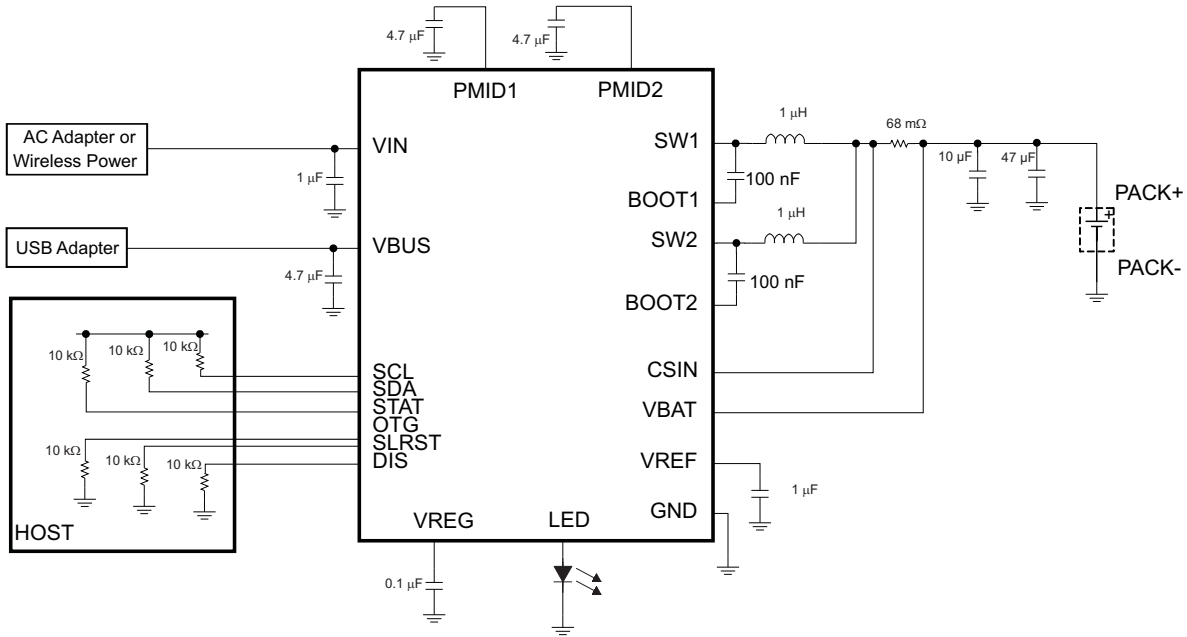 4.7 μF
4.7 μF
PMID1
PMID2
AC Adapter or
Wireless Power
VIN
1 μF
USB Adapter
VBUS
4.7 μF
10 kΩ
10 kΩ
10 kΩ
SCL
SDA
STAT
OTG
SLRST
DIS
10 kΩ
10 kΩ
10 kΩ
HOST
VREG
LED
0.1 μF
SW1
1 μH
68 mΩ
10 μF
47 μF
100 nF
BOOT1
1 μH
SW2
100 nF
BOOT2
PACK+
+
PACK-
CSIN
VBAT
VREF
1 μF
GND